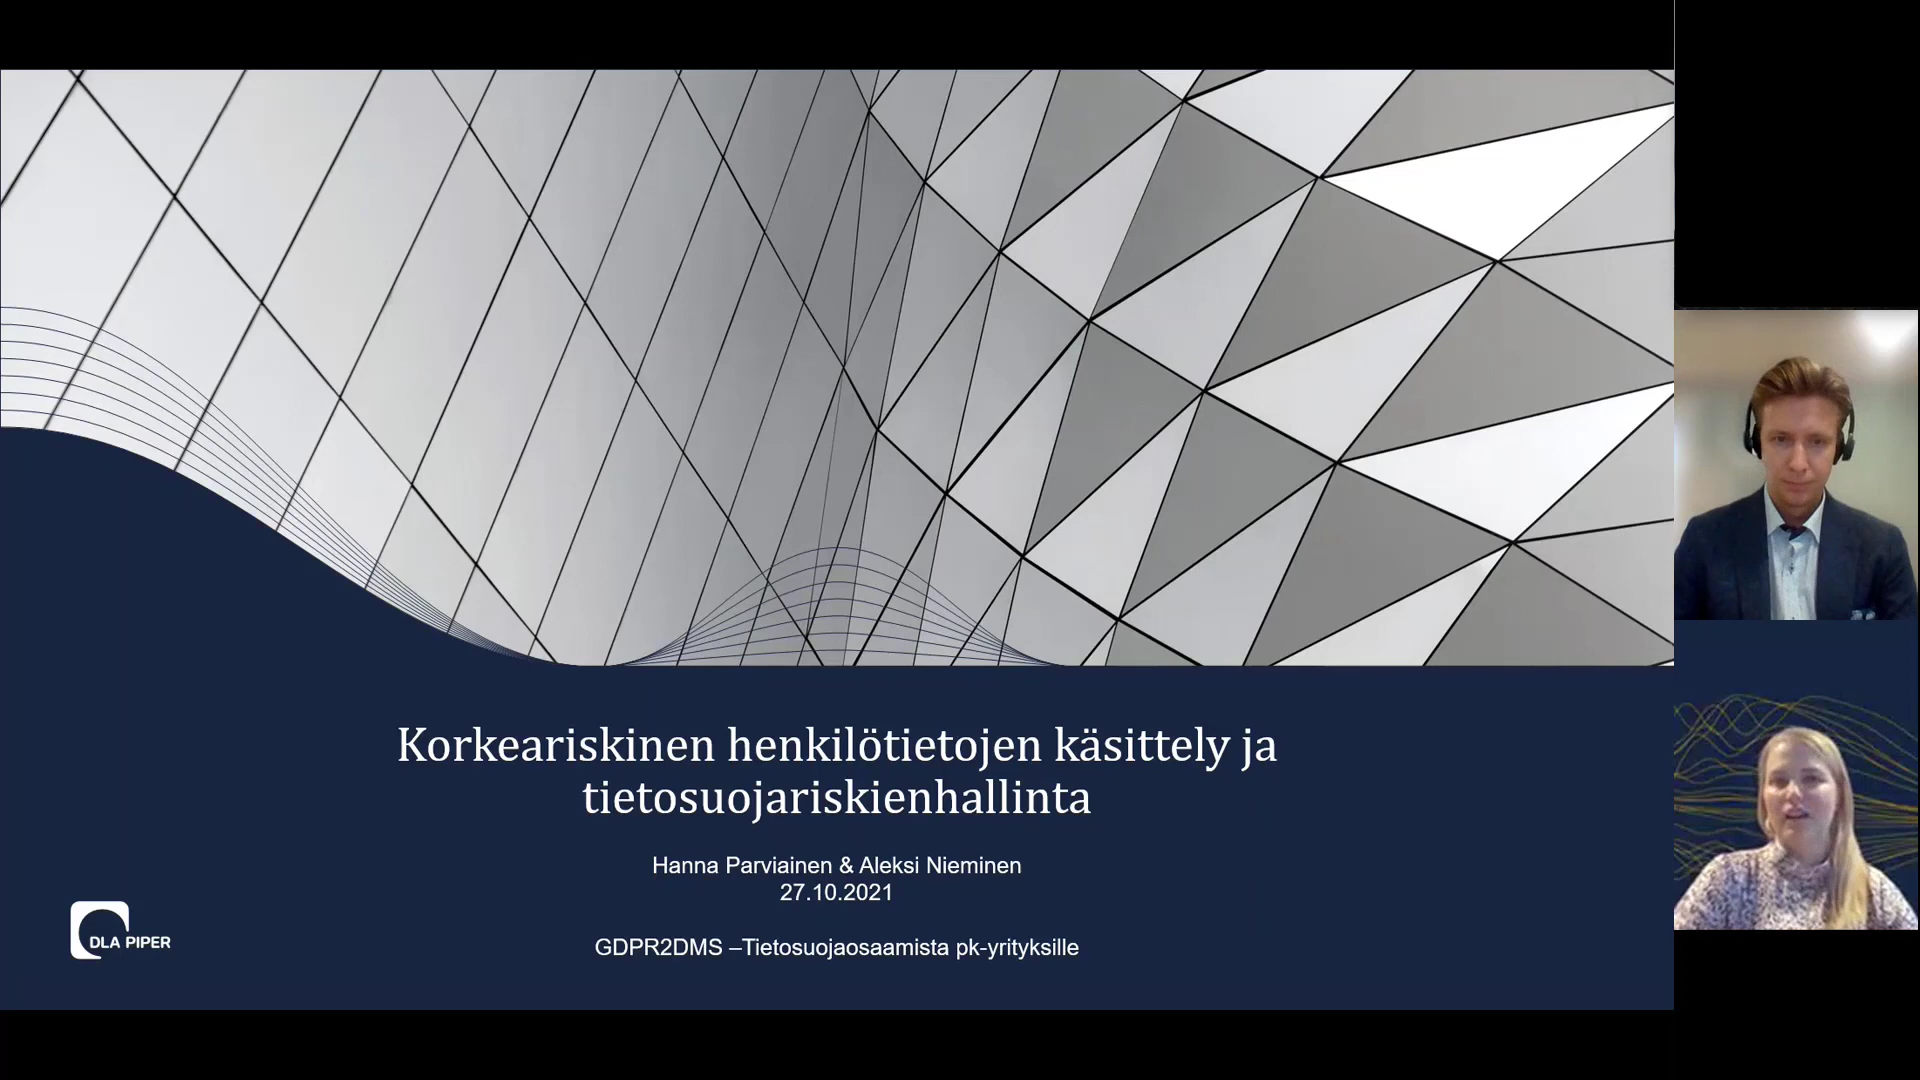 Korkeariskinen henkilötietojen käsittely ja
tietosuojariskienhallinta
Hanna Parviainen & Aleksi Nieminen
27.10.2021
GDPR2DMS –Tietosuojaosaamista pk-yrityksille
DLA PIPER